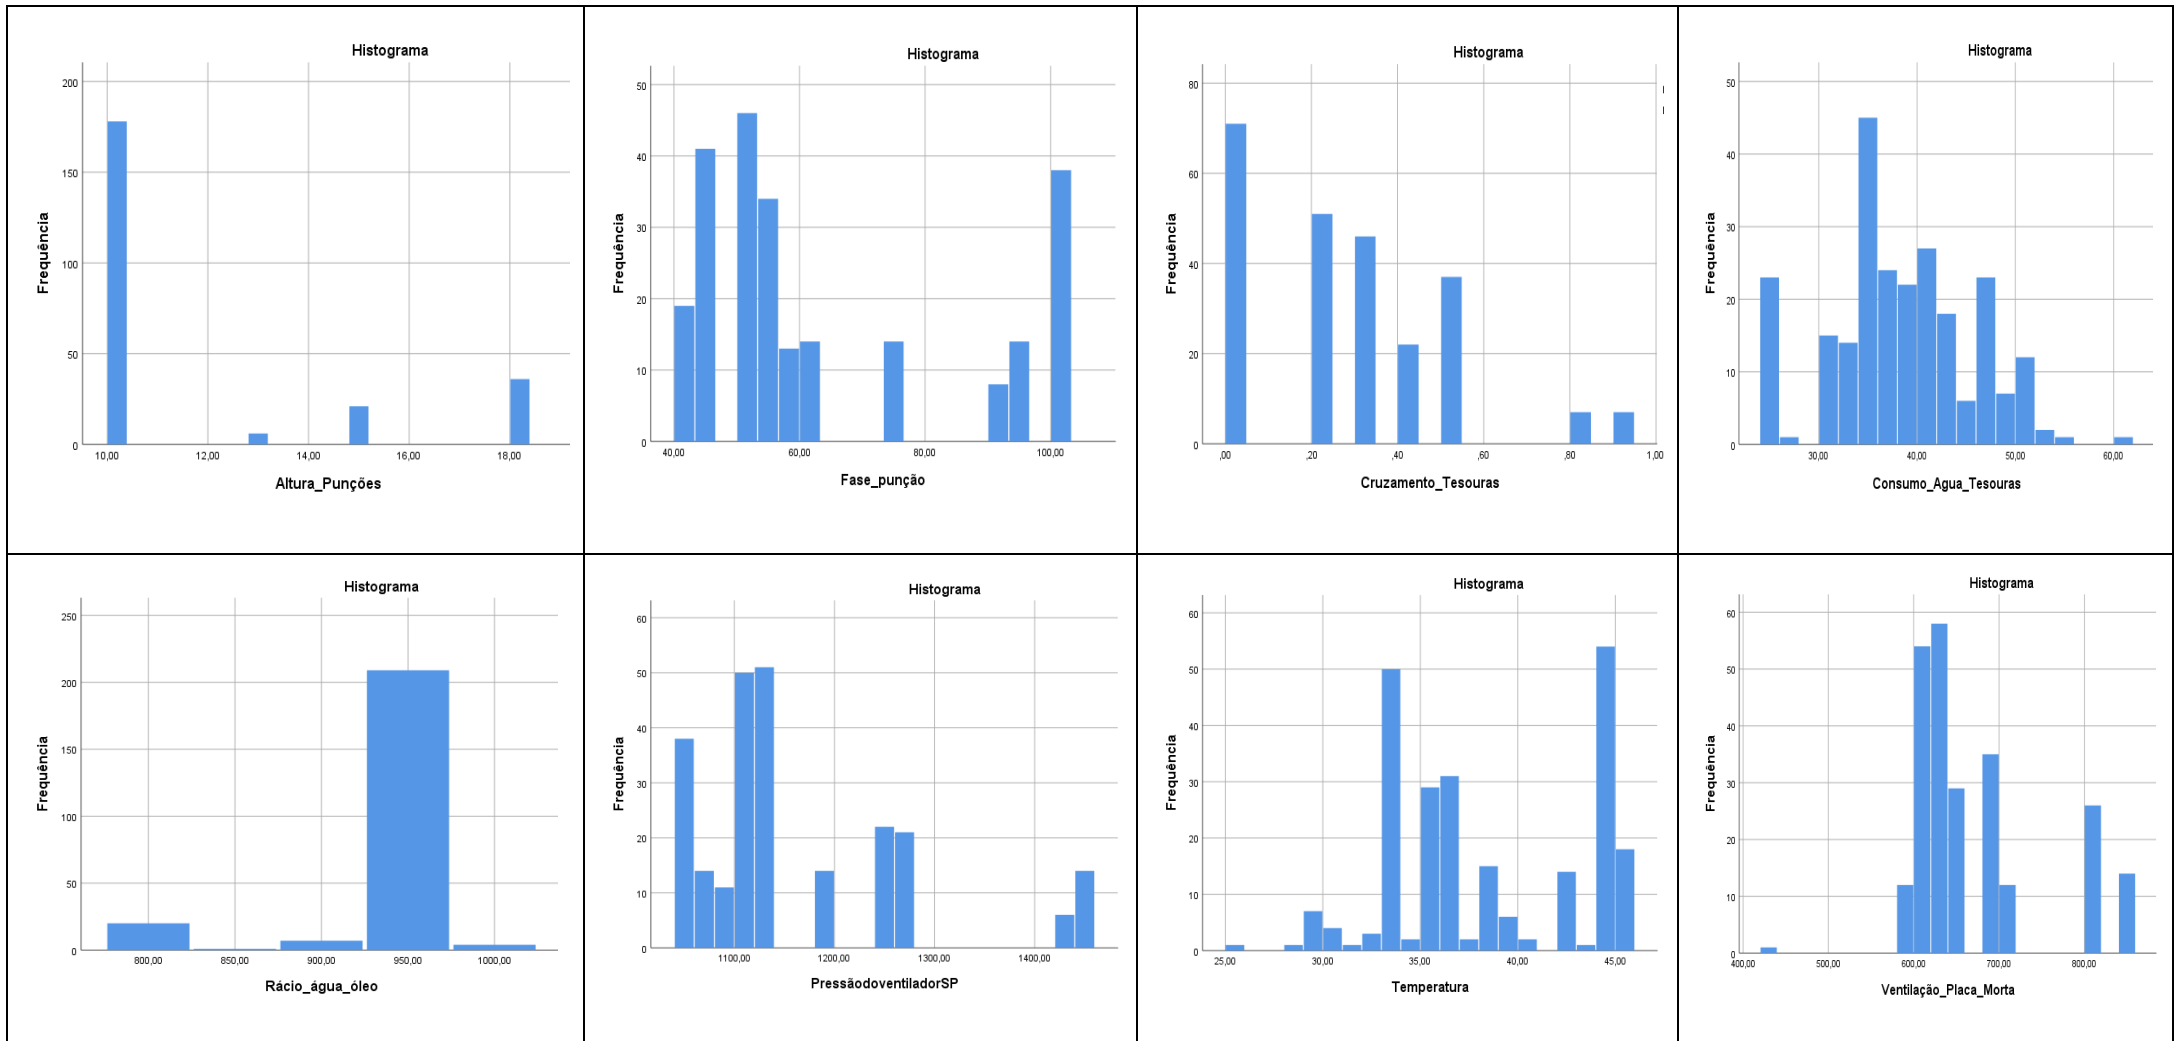 Histograma
200
150
100
50
0
10,00 12,00 14,00 16,00 18,00
Frequência
Altura_Punções
Histograma
50
40
30
20
10
0
40,00 60,00 80,00 100,00
Frequência
Fase_punção
Histograma
80
60
40
20
0
,00 ,20 ,40 ,60 ,80 1,00
Frequência
Cruzamento_Tesouras
Histograma
50
40
30
20
10
0
30,00 40,00 50,00 60,00
Frequência
Consumo_Agua_Tesouras
Histograma
250
200
150
100
50
0
800,00 850,00 900,00 950,00 1000,00
Frequência
Rácio_água_óleo
Histograma
60
50
40
30
20
10
0
1100,00 1200,00 1300,00 1400,00
Frequência
PressãodoventiladorSP
Histograma
60
50
40
30
20
10
0
25,00 30,00 35,00 40,00 45,00
Frequência
Temperatura
Histograma
60
50
40
30
20
10
0
400,00 500,00 600,00 700,00 800,00
Frequência
Ventilação_Placa_Morta